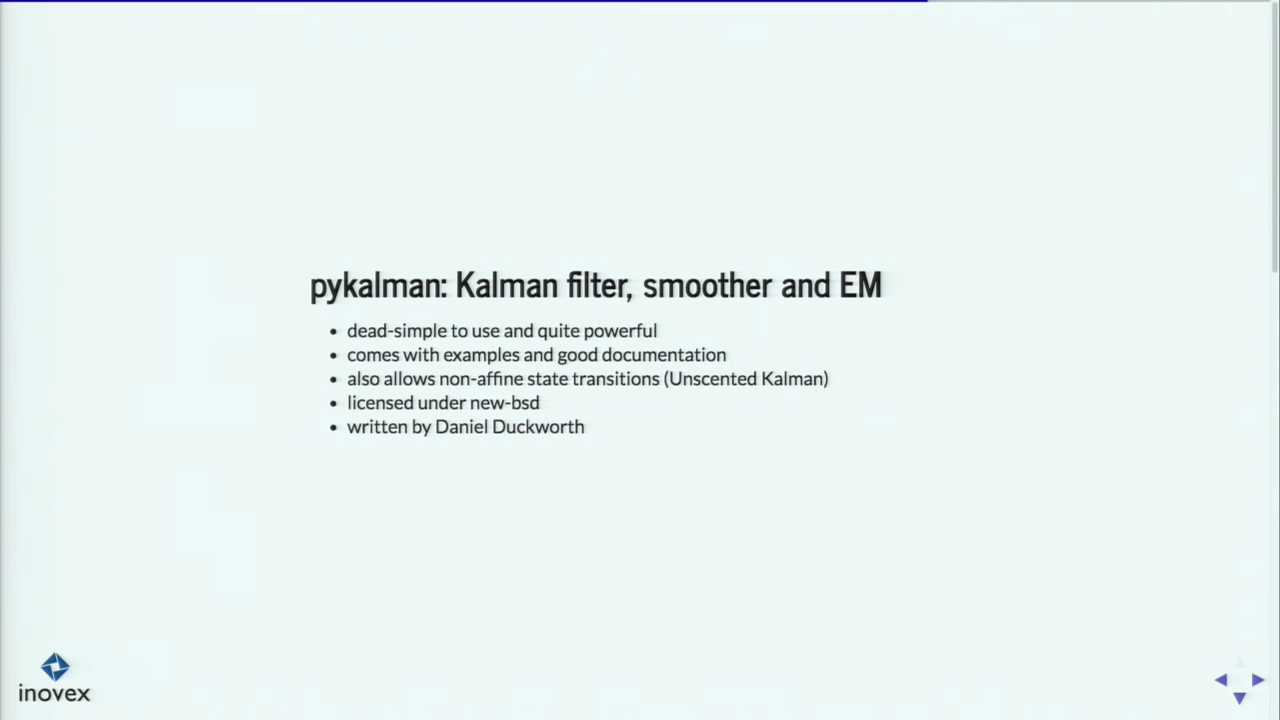 pykalman: Kalman filter, smoother and EM
dead-simple to use and quite powerful
comes with examples and good documentation
also allows non-affine state transitions (Unscented Kalman)
licensed under new-bsd
written by Daniel Duckworth
inovex